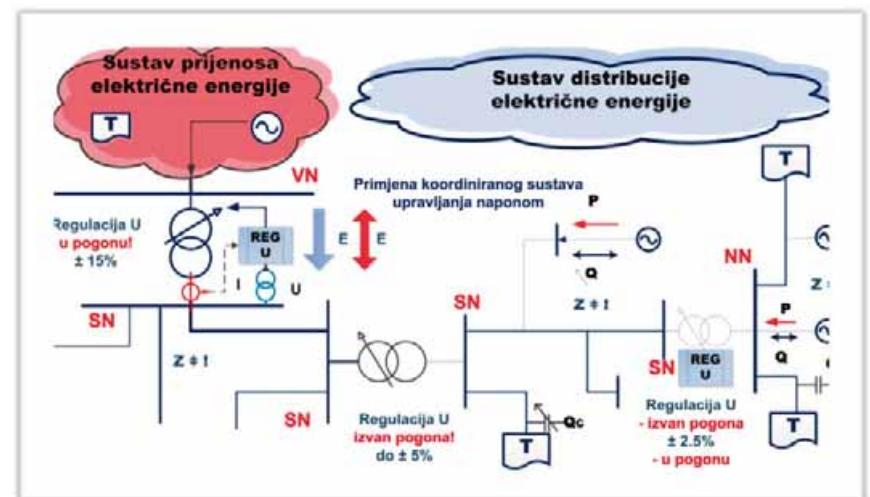 Sustav prijenosa
električne energije
T
Sustav distribucije
električne energije
T
VN
Primjena koordiniranog sustava
upravljanja naponom
P
Regulacija U
u pogonu!
± 15%
REG
U
E
E
Q
NN
I
U
SN
SN
Z ≠ I
P
Z
SN
Z ≠ I
SN
REG
U
Q
SN
Regulacija U
izvan pogona!
do ± 5%
Qc
T
Regulacija U
- izvan pogona
± 2.5%
- u pogonu
T